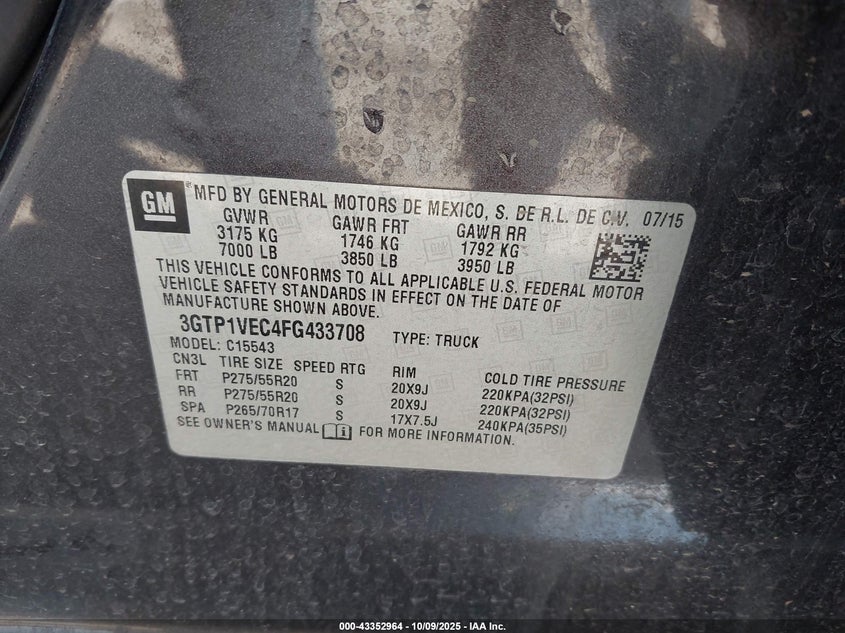 GM ® MFD BY GENERAL MOTORS DE MEXICO, S. DE R.L. DE C.V. 07/15
GVWR GAWR FRT GAWR RR
3175 KG 1746 KG 1792 KG
7000 LB 3850 LB 3950 LB
THIS VEHICLE CONFORMS TO ALL APPLICABLE U.S. FEDERAL MOTOR
VEHICLE SAFETY STANDARDS IN EFFECT ON THE DATE OF
MANUFACTURE SHOWN ABOVE.
3GTP1VEC4FG433708 TYPE: TRUCK
MODEL: C15543
CN3L TIRE SIZE SPEED RTG RIM COLD TIRE PRESSURE
FRT P275/55R20 S 20X9J 220KPA(32PSI)
RR P275/55R20 S 20X9J 220KPA(32PSI)
SPA P265/70R17 S 17X7.5J 240KPA(35PSI)
SEE OWNER'S MANUAL FOR MORE INFORMATION.
000-43352964 | 10/09/2025 - IAA Inc.